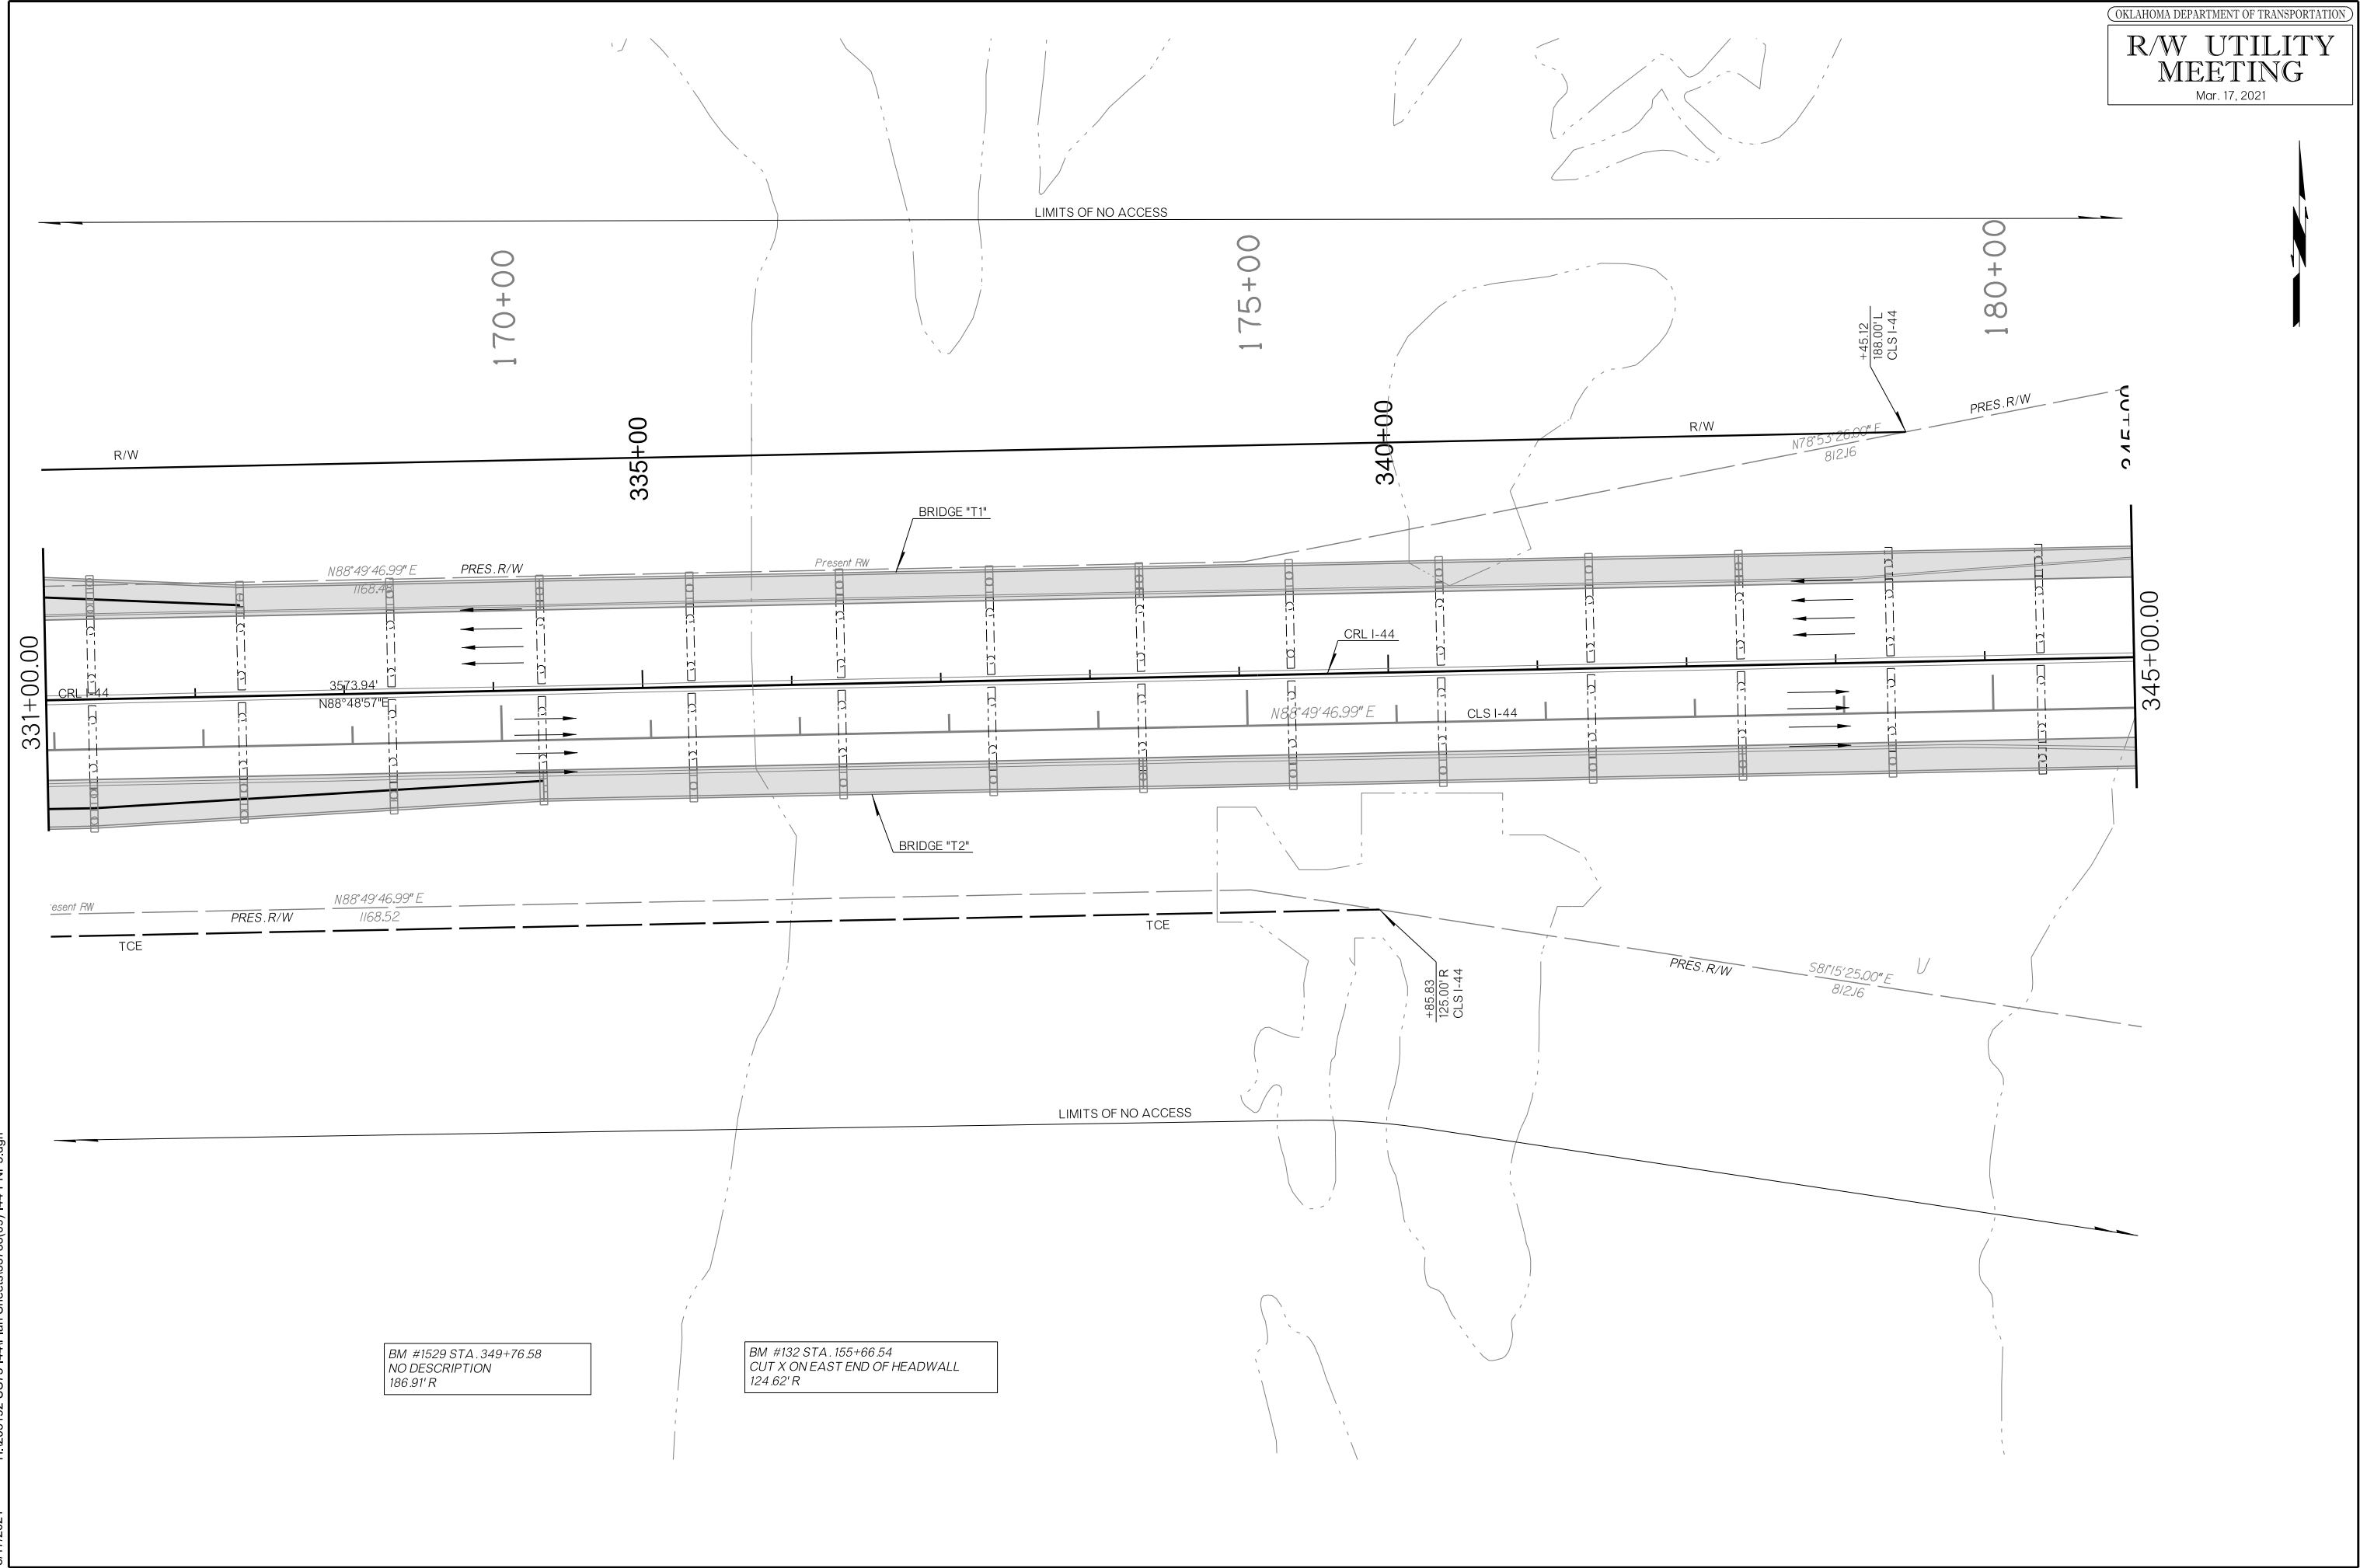 OKLAHOMA DEPARTMENT OF TRANSPORTATION
R/W UTILITY
MEETING
Mar. 17, 2021
LIMITS OF NO ACCESS
170+00
175+00
180+00
+45.12
188.00' L
CLS I-44
PRES. R/W
335+00
340+00
345+00
R/W
R/W
N78°53'26.00" E
812.16
BRIDGE "T1"
Present RW
N88°49'46.99" E
PRES. R/W
1168.48
CRL I-44
331+00.00
345+00.00
CRL I-44
3573.94'
N88°48'57"E
N88°49'46.99" E
CLS I-44
BRIDGE "T2"
N88°49'46.99" E
esent RW
PRES. R/W
1168.52
TCE
TCE
+85.83
125.00' R
CLS I-44
PRES. R/W
S81°15'25.00" E
812.16
LIMITS OF NO ACCESS
BM #1529 STA. 349+76.58
NO DESCRIPTION
186.91' R
BM #132 STA. 155+66.54
CUT X ON EAST END OF HEADWALL
124.62' R